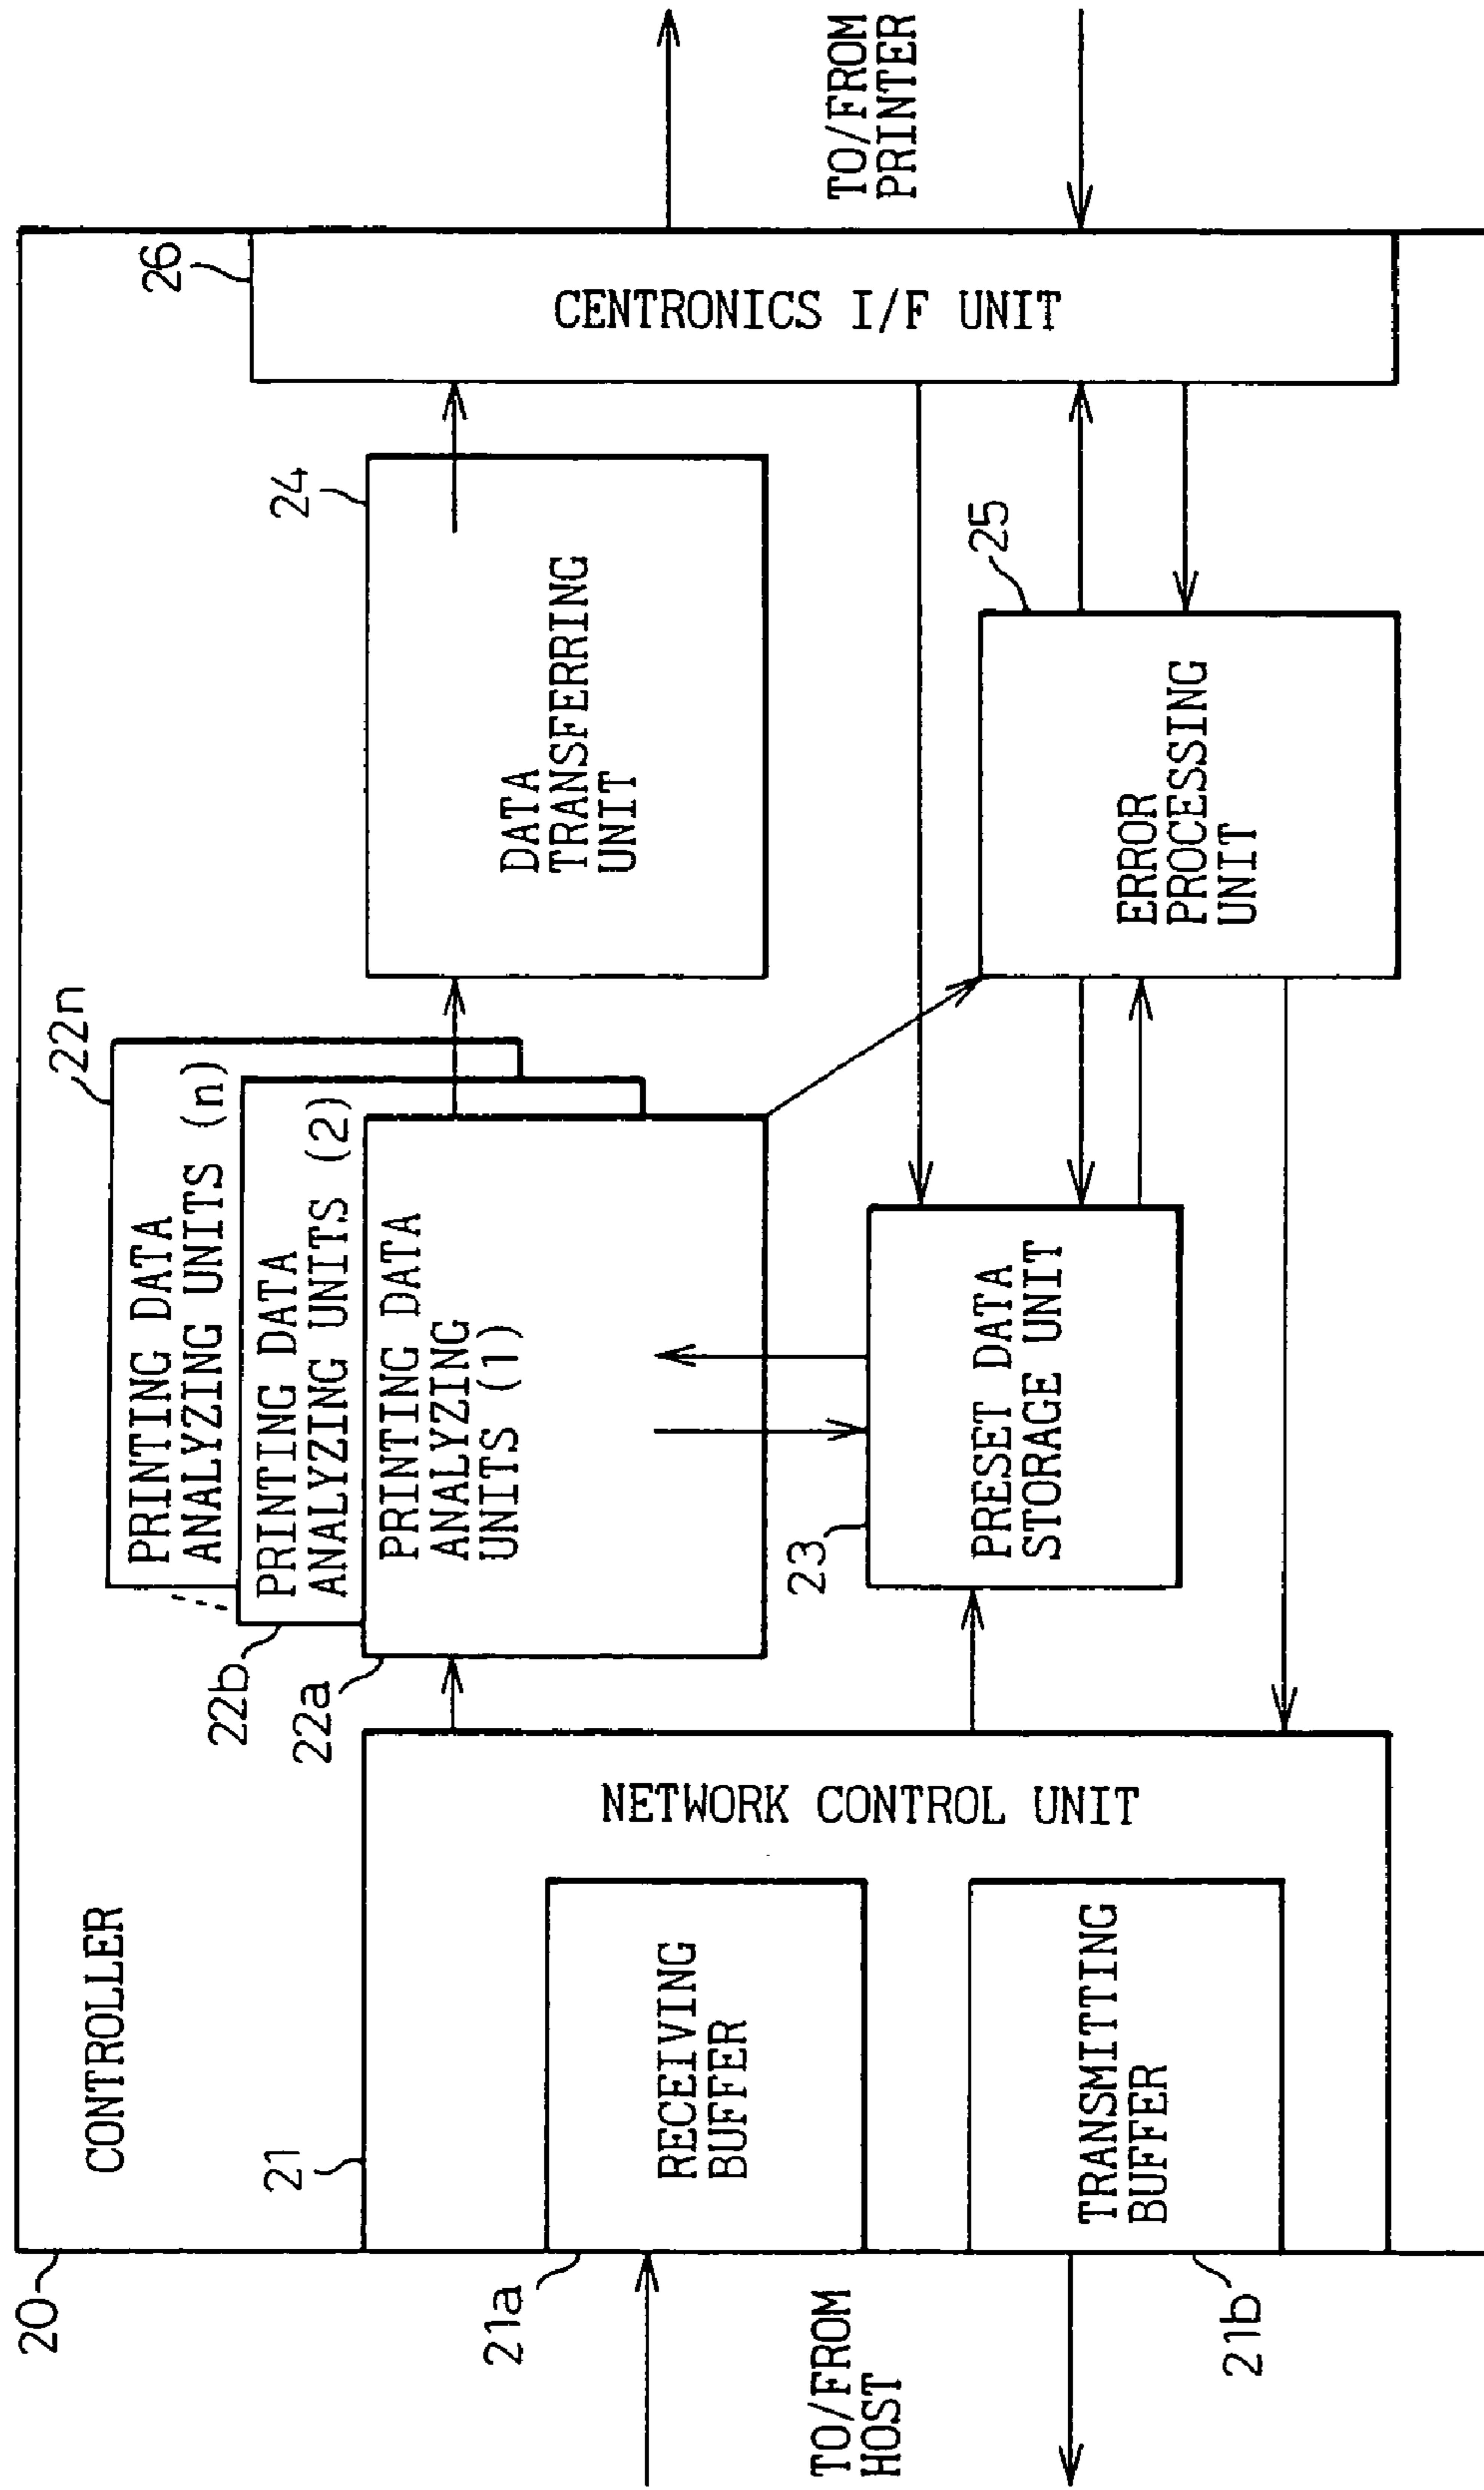 20
CONTROLLER
21
NETWORK CONTROL UNIT
21a
RECEIVING
BUFFER
TRANSMITTING
BUFFER
21b
TO/FROM
HOST
22n
PRINTING DATA
ANALYZING UNITS (n)
22b
PRINTING DATA
ANALYZING UNITS (2)
22a
PRINTING DATA
ANALYZING
UNITS (1)
23
PRESET DATA
STORAGE UNIT
24
DATA
TRANSFERRING
UNIT
25
ERROR
PROCESSING
UNIT
26
CENTRONICS I/F UNIT
TO/FROM
PRINTER